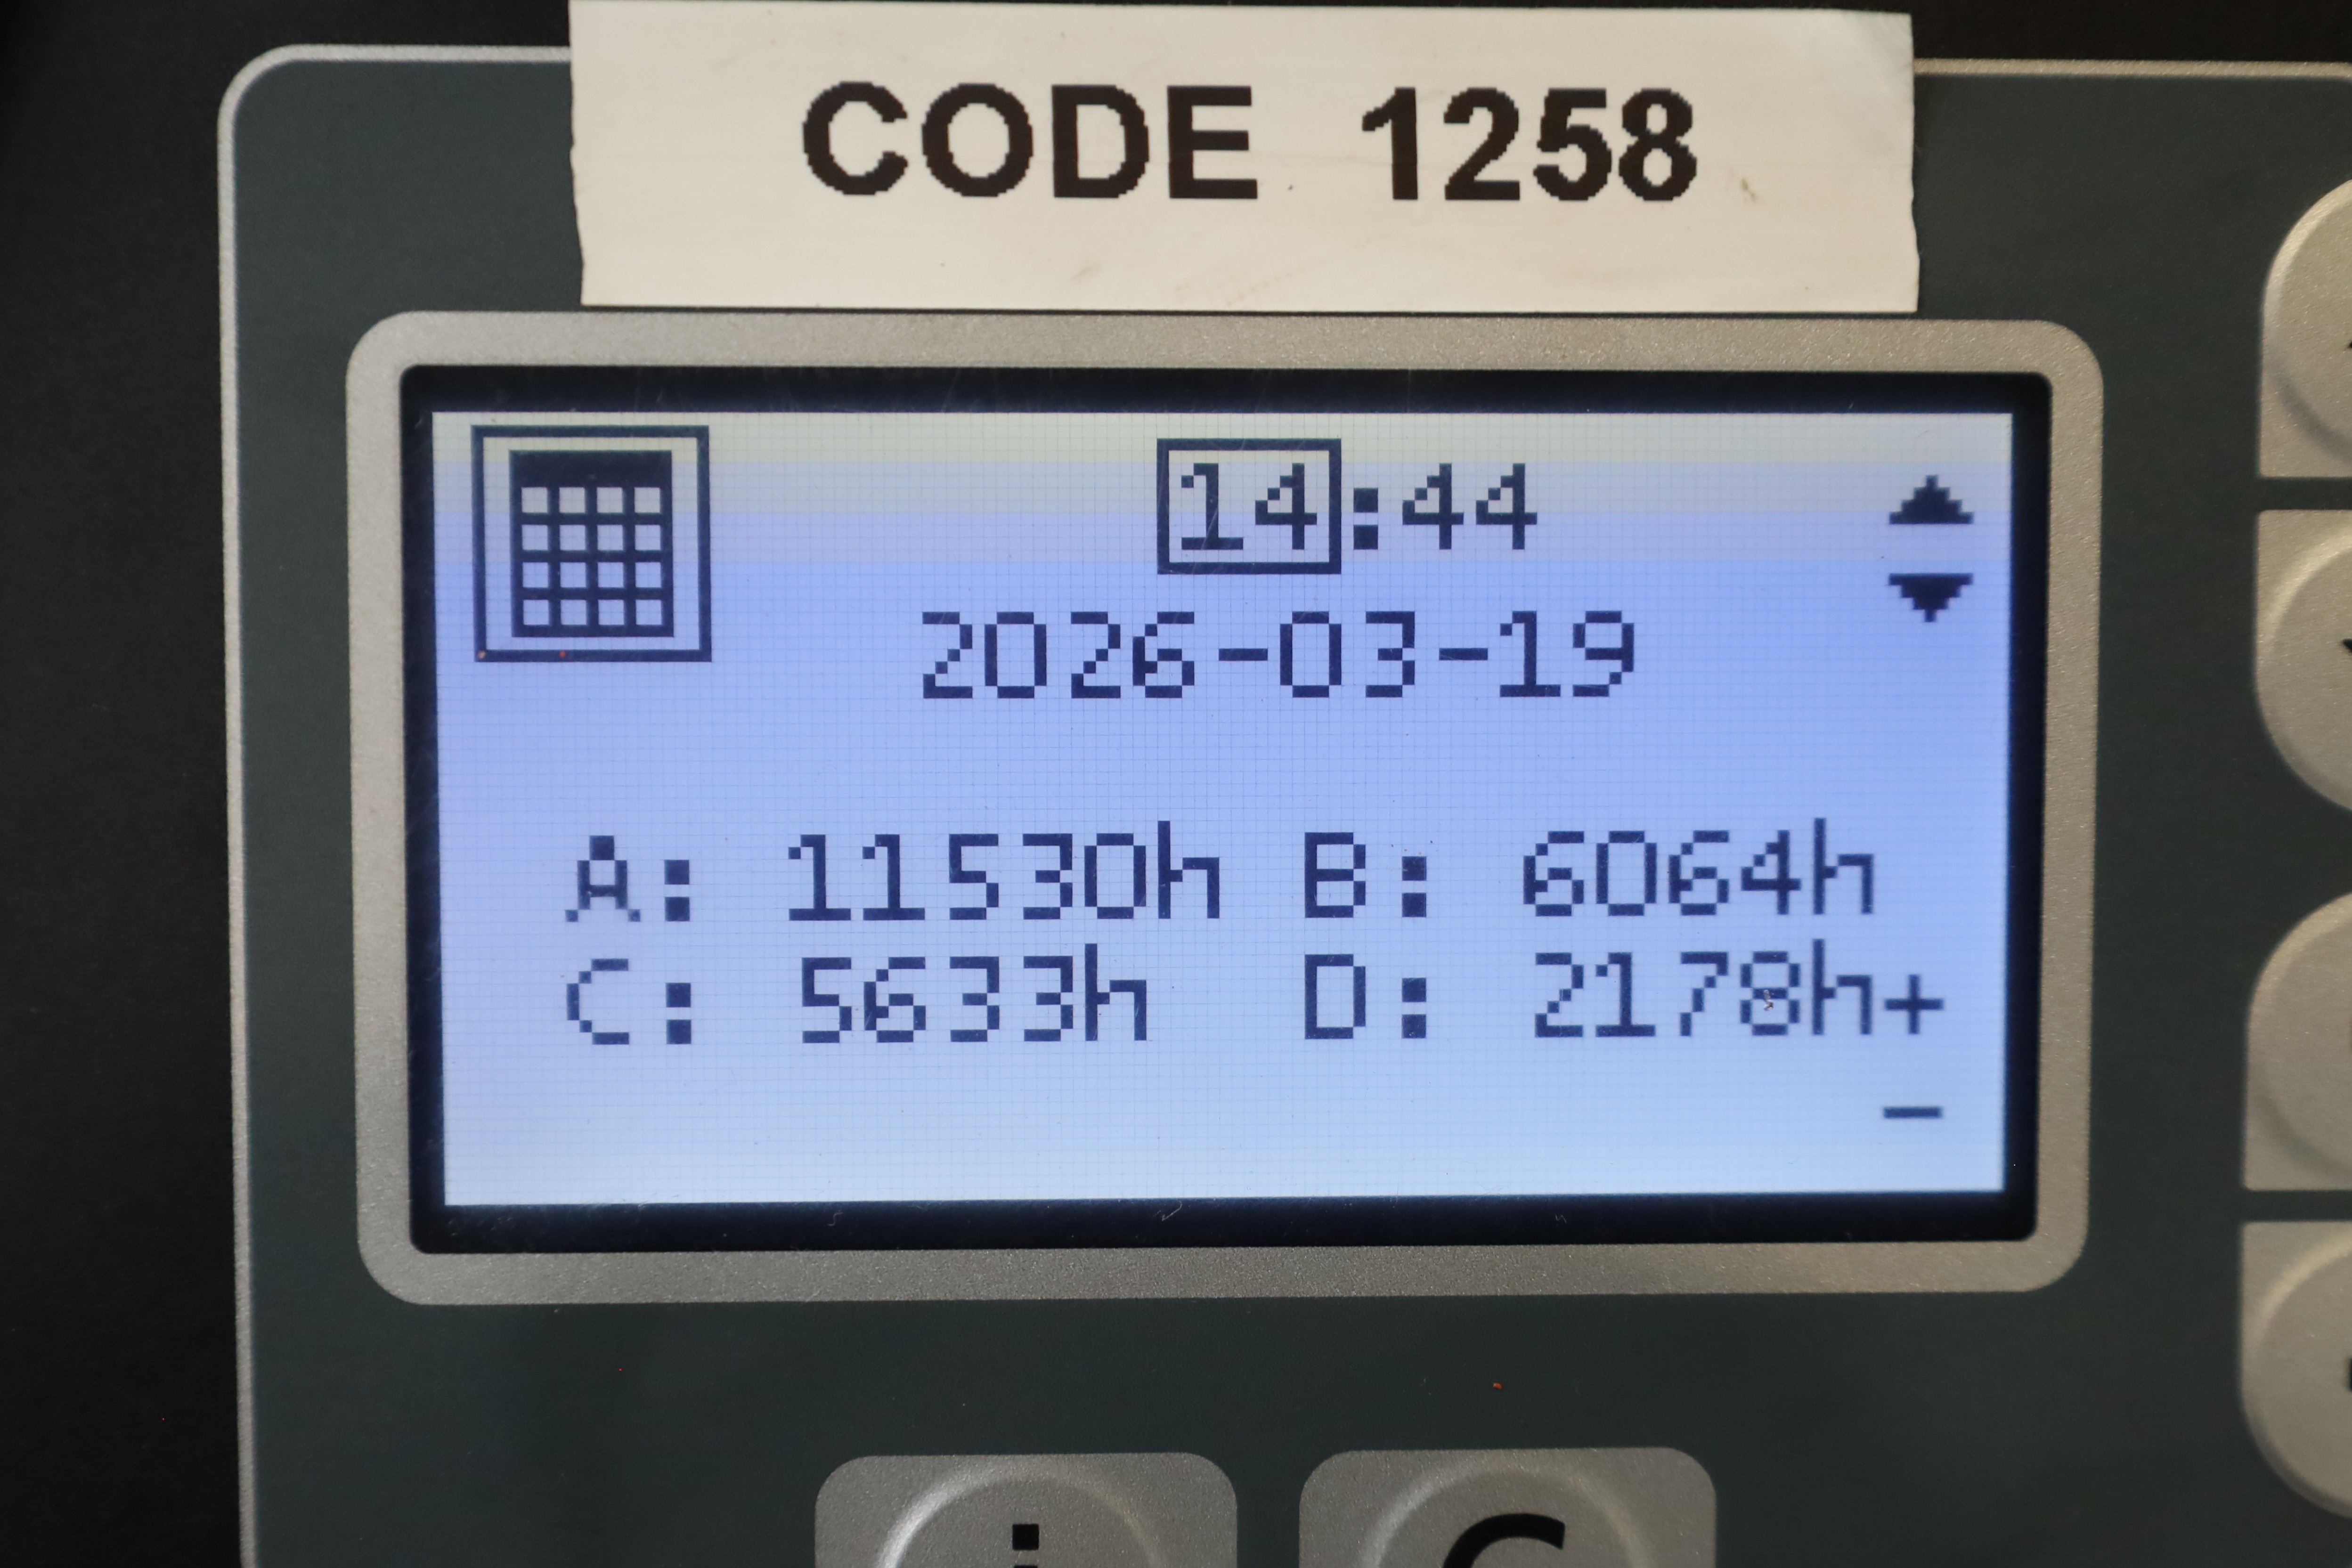 CODE 1258
14:44
2026-03-19
A: 11530h B: 6064h
C: 5633h D: 2178h+
-
i C